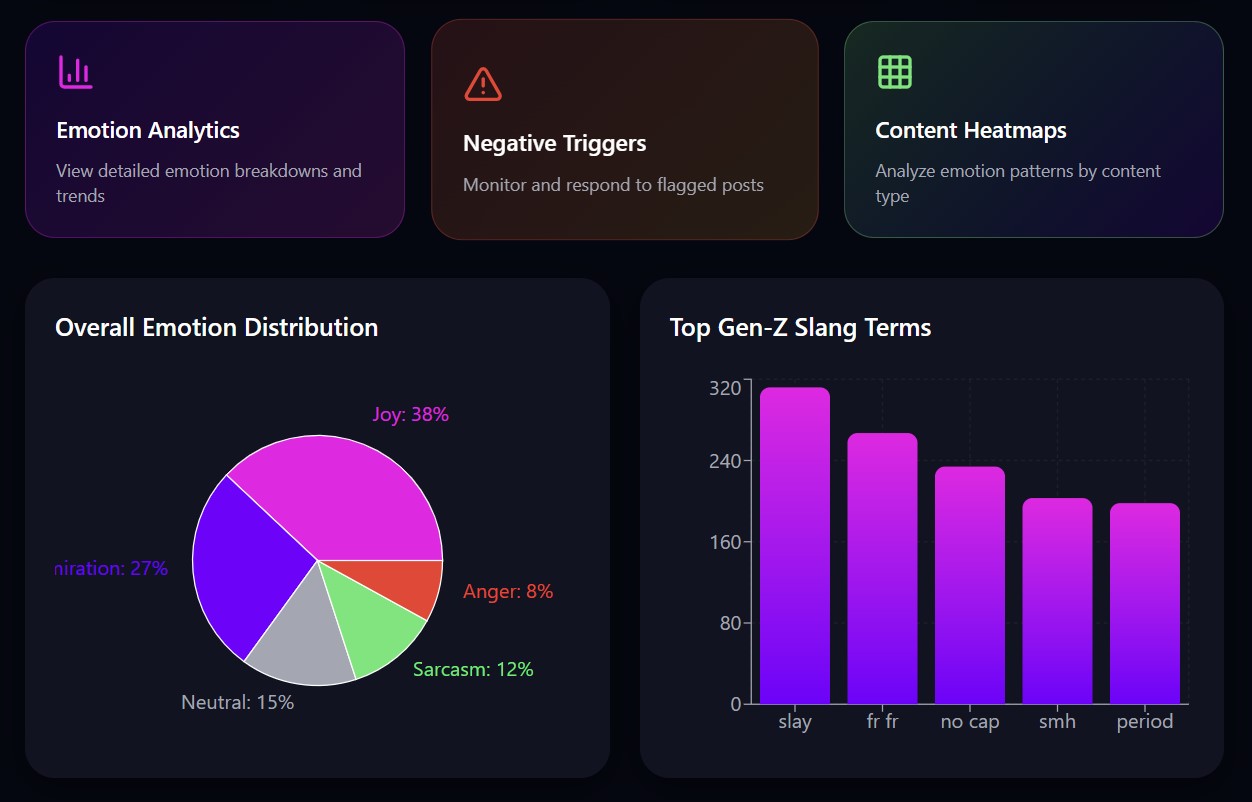 Emotion Analytics
View detailed emotion breakdowns and
trends
Negative Triggers
Monitor and respond to flagged posts
Content Heatmaps
Analyze emotion patterns by content
type
Overall Emotion Distribution
Joy: 38%
27%
Anger: 8%
Sarcasm: 12%
Neutral: 15%
Top Gen-Z Slang Terms
320
240
160
80
0
slay
fr fr
no cap
smh
period